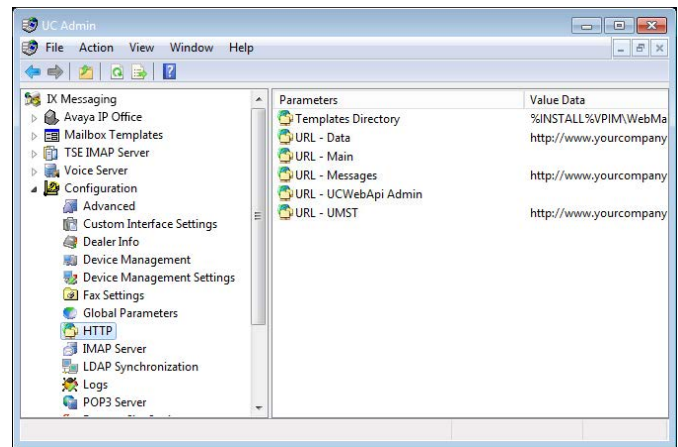 UC Admin
File Action View Window Help
IX Messaging
Avaya IP Office
Mailbox Templates
TSE IMAP Server
Voice Server
Configuration
Advanced
Custom Interface Settings
Dealer Info
Device Management
Device Management Settings
Fax Settings
Global Parameters
HTTP
IMAP Server
LDAP Synchronization
Logs
POP3 Server
Parameters Value Data
Templates Directory %INSTALL%VPIM\WebMa
URL - Data http://www.yourcompany
URL - Main
URL - Messages http://www.yourcompany
URL - UCWebApi Admin
URL - UMST http://www.yourcompany